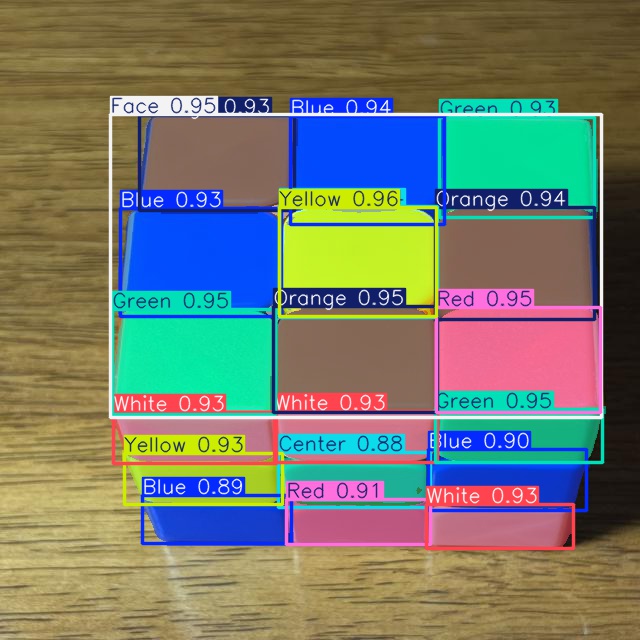 Face 0.95 0.93 Blue 0.94 Green 0.93
Blue 0.93 Yellow 0.96 Orange 0.94
Green 0.95 Orange 0.95 Red 0.95
White 0.93 White 0.93 Green 0.95
Yellow 0.93 Center 0.88 Blue 0.90
Blue 0.89 Red 0.91 White 0.93